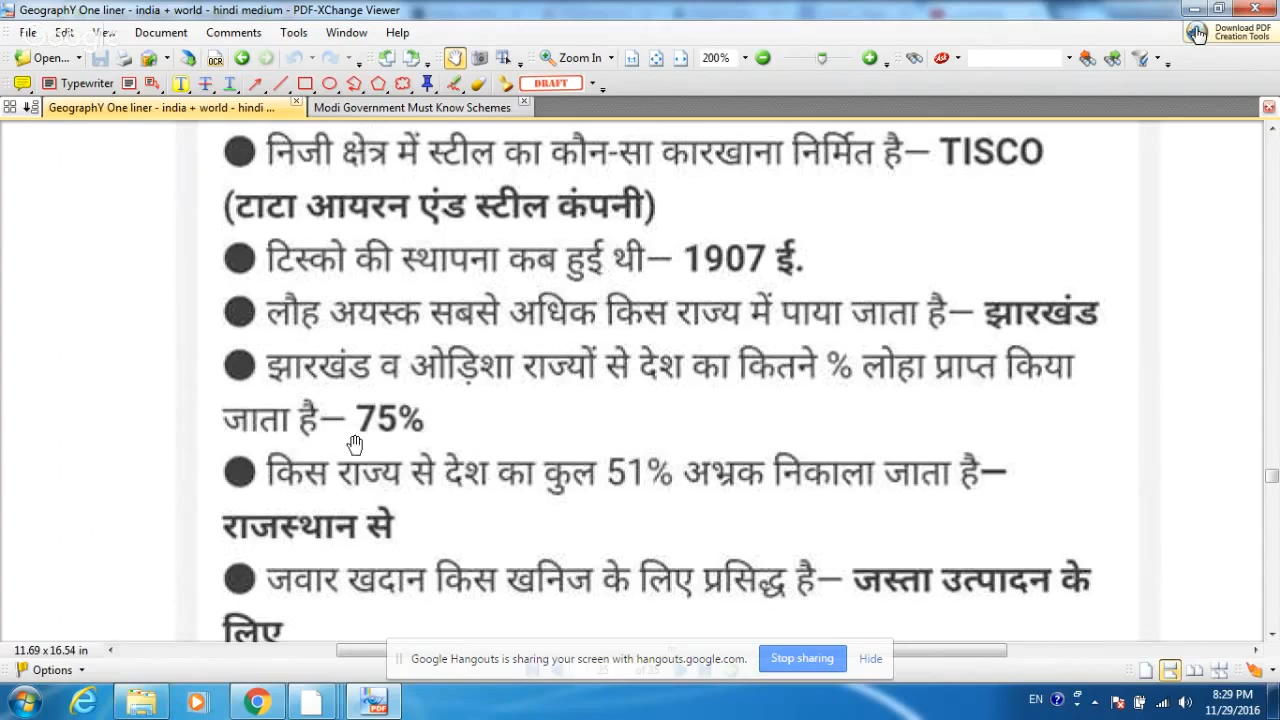 GeographY One liner - india + world - hindi medium - PDF-XChange Viewer
File Edit View Document Comments Tools Window Help
Download PDF
Creation Tools
Open... OCR Zoom In 200%
Typewriter DRAFT
GeographY One liner - india + world - hindi ... Modi Government Must Know Schemes
● निजी क्षेत्र में स्टील का कौन-सा कारखाना निर्मित है— TISCO
(टाटा आयरन एंड स्टील कंपनी)
● टिस्को की स्थापना कब हुई थी— 1907 ई.
● लौह अयस्क सबसे अधिक किस राज्य में पाया जाता है— झारखंड
● झारखंड व ओड़िशा राज्यों से देश का कितने % लोहा प्राप्त किया
जाता है— 75%
● किस राज्य से देश का कुल 51% अभ्रक निकाला जाता है—
राजस्थान से
● जवार खदान किस खनिज के लिए प्रसिद्ध है— जस्ता उत्पादन के
लिए
11.69 x 16.54 in
Google Hangouts is sharing your screen with hangouts.google.com. Stop sharing Hide
Options
EN 8:29 PM
11/29/2016